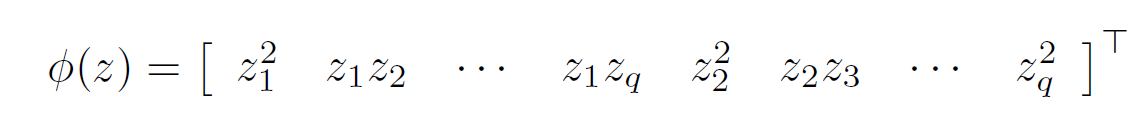 ϕ(z) = [ z₁² z₁z₂ ⋯ z₁z_q z₂² z₂z₃ ⋯ z_q² ]^⊤